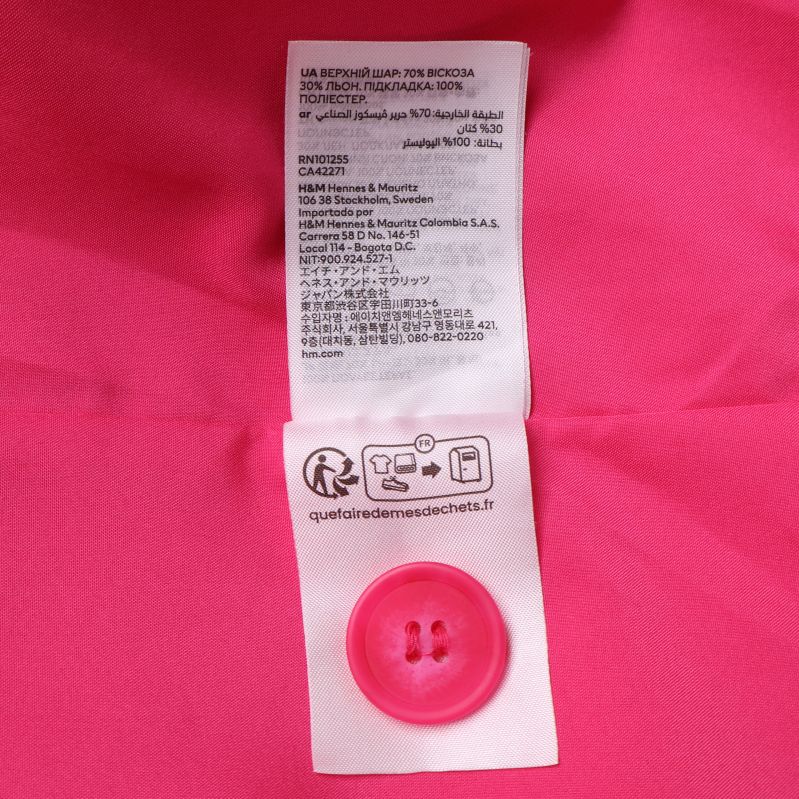 UA ВЕРХНІЙ ШАР: 70% ВІСКОЗА
30% ЛЬОН. ПІДКЛАДКА: 100%
ПОЛІЕСТЕР.
ar الطبقة الخارجية: 70% حرير ڤيسكوز الصناعي
30% كتان
بطانة: 100% البوليستر
RN101255
CA42271
H&M Hennes & Mauritz
106 38 Stockholm, Sweden
Importado por
H&M Hennes & Mauritz Colombia S.A.S.
Carrera 58 D No. 146-51
Local 114 - Bogota D.C.
NIT:900.924.527-1
エイチ・アンド・エム
ヘネス・アンド・マウリッツ
ジャパン株式会社
東京都渋谷区宇田川町33-6
수입자명 : 에이치앤엠헤네스앤모리츠
주식회사, 서울특별시 강남구 영동대로 421,
9층(대치동, 삼탄빌딩), 080-822-0220
hm.com
FR
quefairedemesdechets.fr